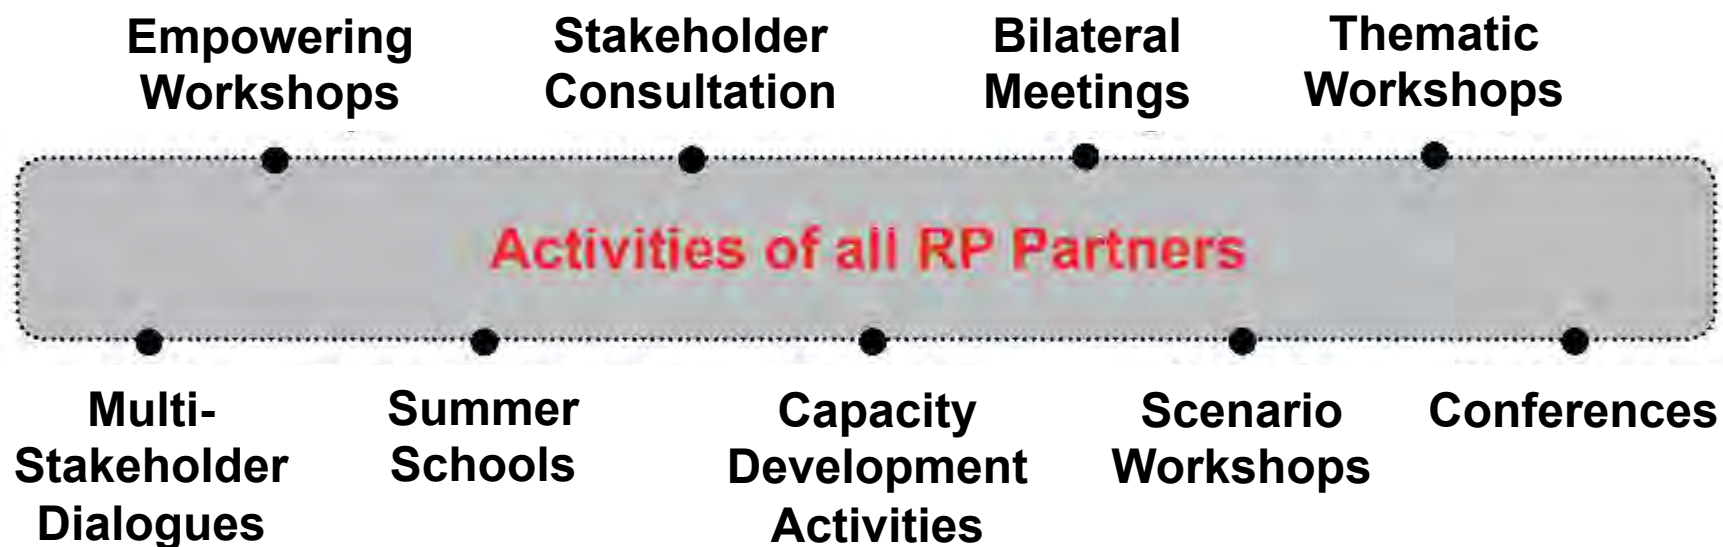 Empowering
Workshops
Stakeholder
Consultation
Bilateral
Meetings
Thematic
Workshops
Activities of all RP Partners
Multi-
Stakeholder
Dialogues
Summer
Schools
Capacity
Development
Activities
Scenario
Workshops
Conferences